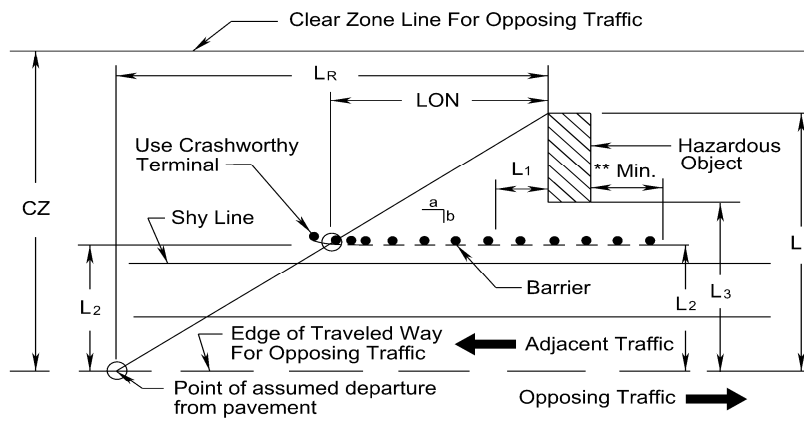 Clear Zone Line For Opposing Traffic
LR
LON
Use Crashworthy
Terminal
L1
** Min.
Hazardous
Object
CZ
a
b
Shy Line
L
L2
Barrier
L2
L3
Edge of Traveled Way
For Opposing Traffic
Adjacent Traffic
Point of assumed departure
from pavement
Opposing Traffic